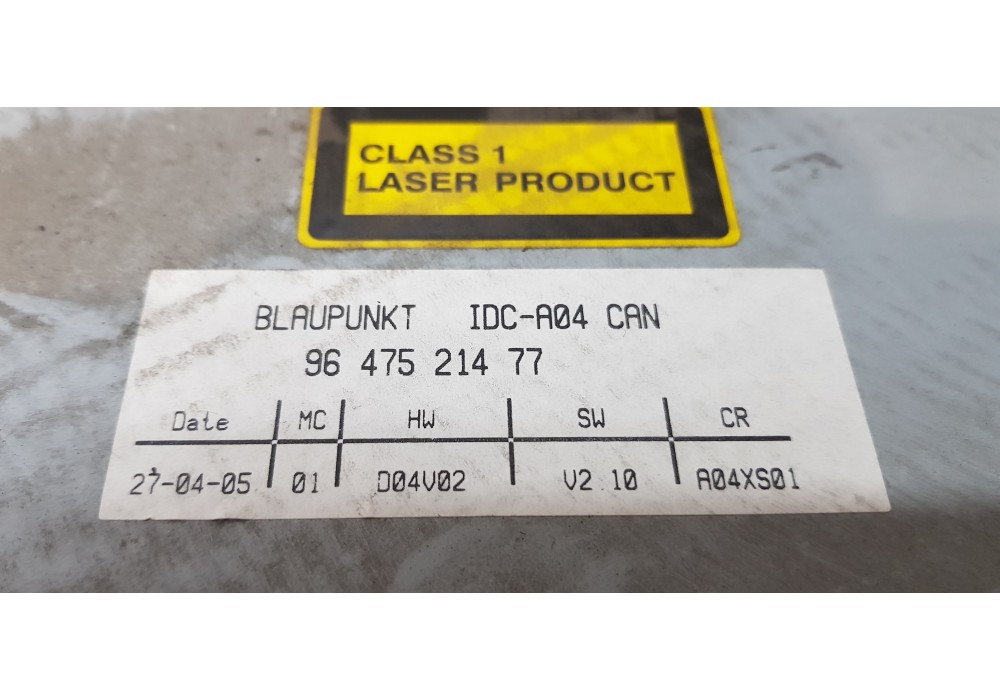 CLASS 1
LASER PRODUCT
BLAUPUNKT IDC-A04 CAN
96 475 214 77
Date MC HW SW CR
27-04-05 01 D04V02 V2.10 A04XS01